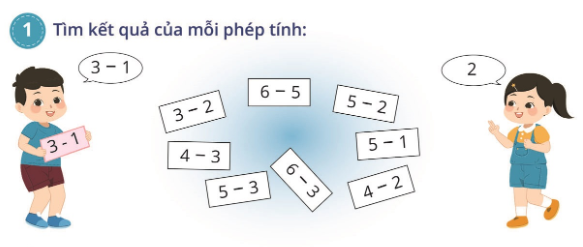 1 Tìm kết quả của mỗi phép tính:
3 − 1
2
3 - 1
3 − 2
6 − 5
5 − 2
4 − 3
5 − 1
5 − 3
6 − 3
4 − 2